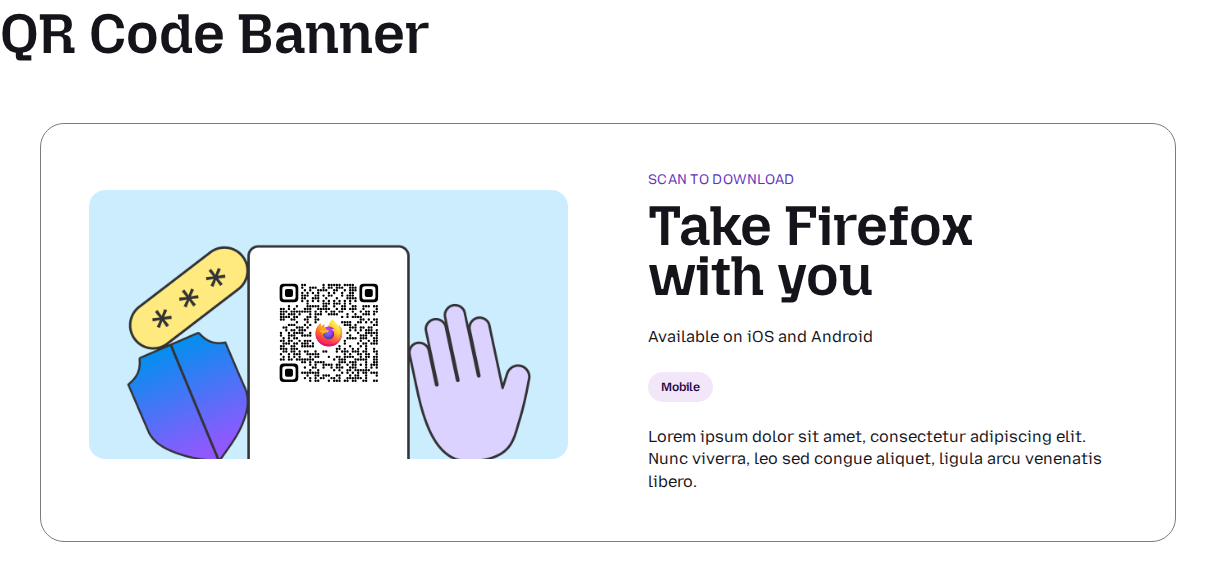 QR Code Banner
SCAN TO DOWNLOAD
Take Firefox
with you
Available on iOS and Android
Mobile
Lorem ipsum dolor sit amet, consectetur adipiscing elit.
Nunc viverra, leo sed congue aliquet, ligula arcu venenatis
libero.